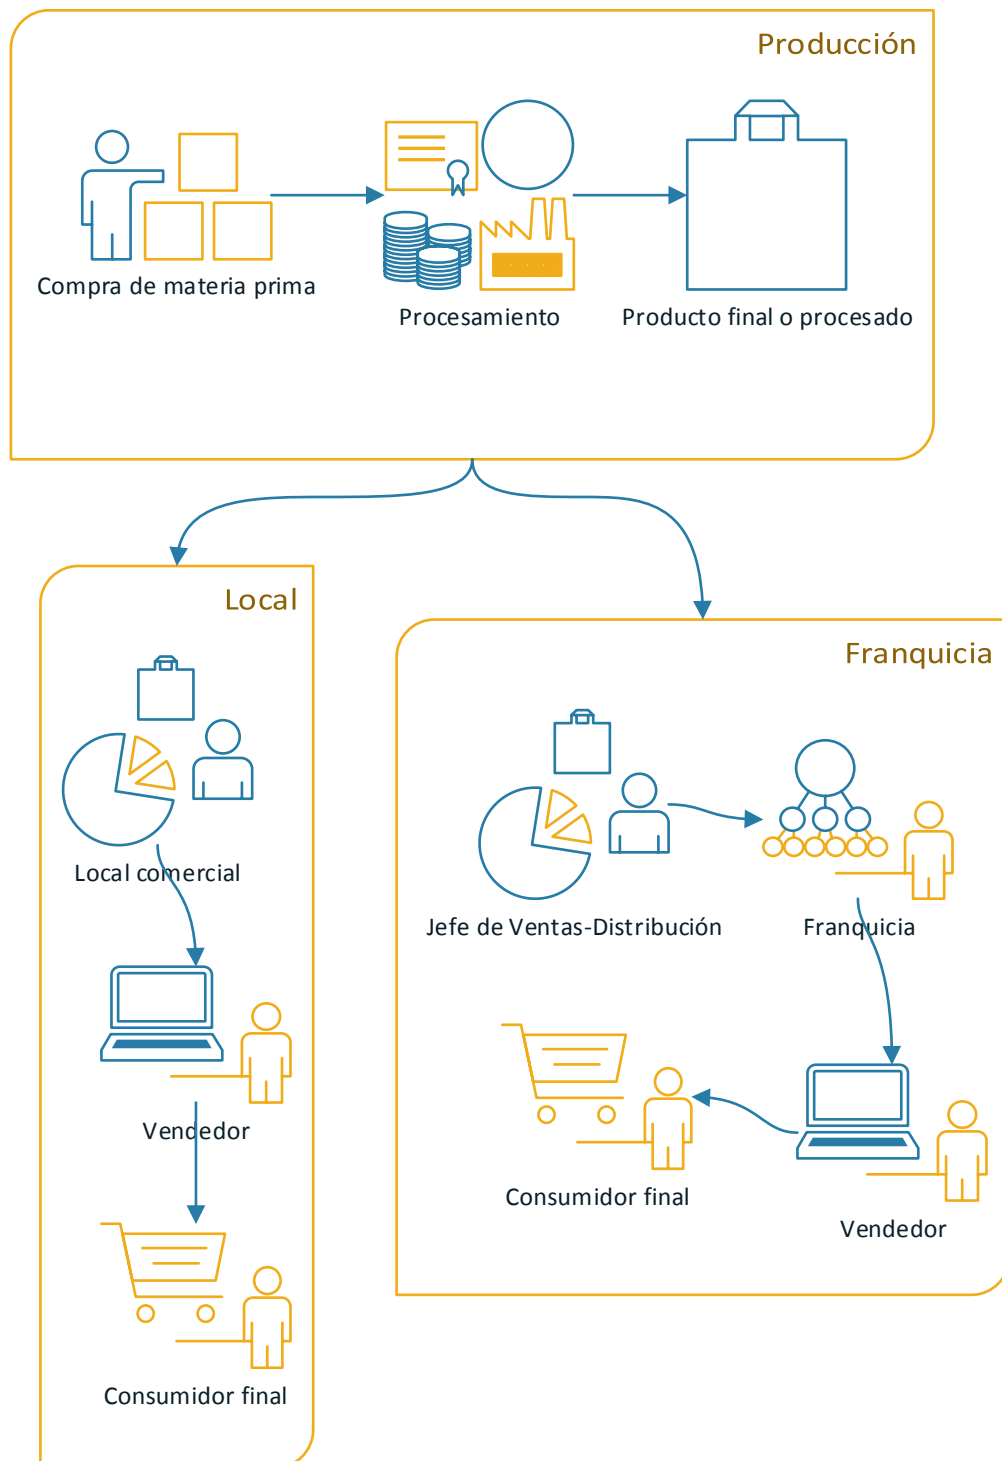 Producción
Compra de materia prima
Procesamiento
Producto final o procesado
Local
Local comercial
Vendedor
Consumidor final
Franquicia
Jefe de Ventas-Distribución
Franquicia
Consumidor final
Vendedor